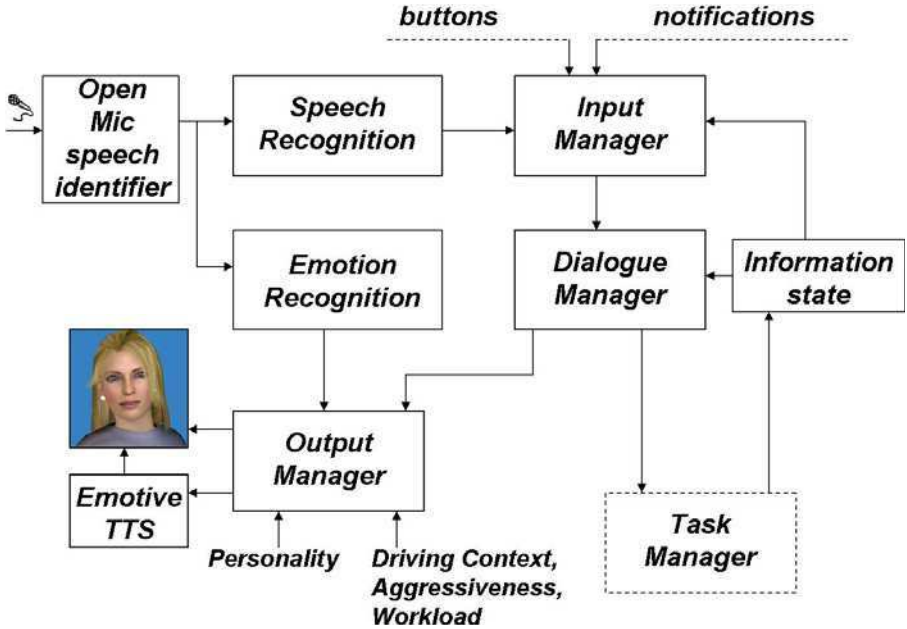 buttons
notifications
Open
Mic
speech
identifier
Speech
Recognition
Input
Manager
Emotion
Recognition
Dialogue
Manager
Information
state
Output
Manager
Emotive
TTS
Task
Manager
Personality
Driving Context,
Aggressiveness,
Workload